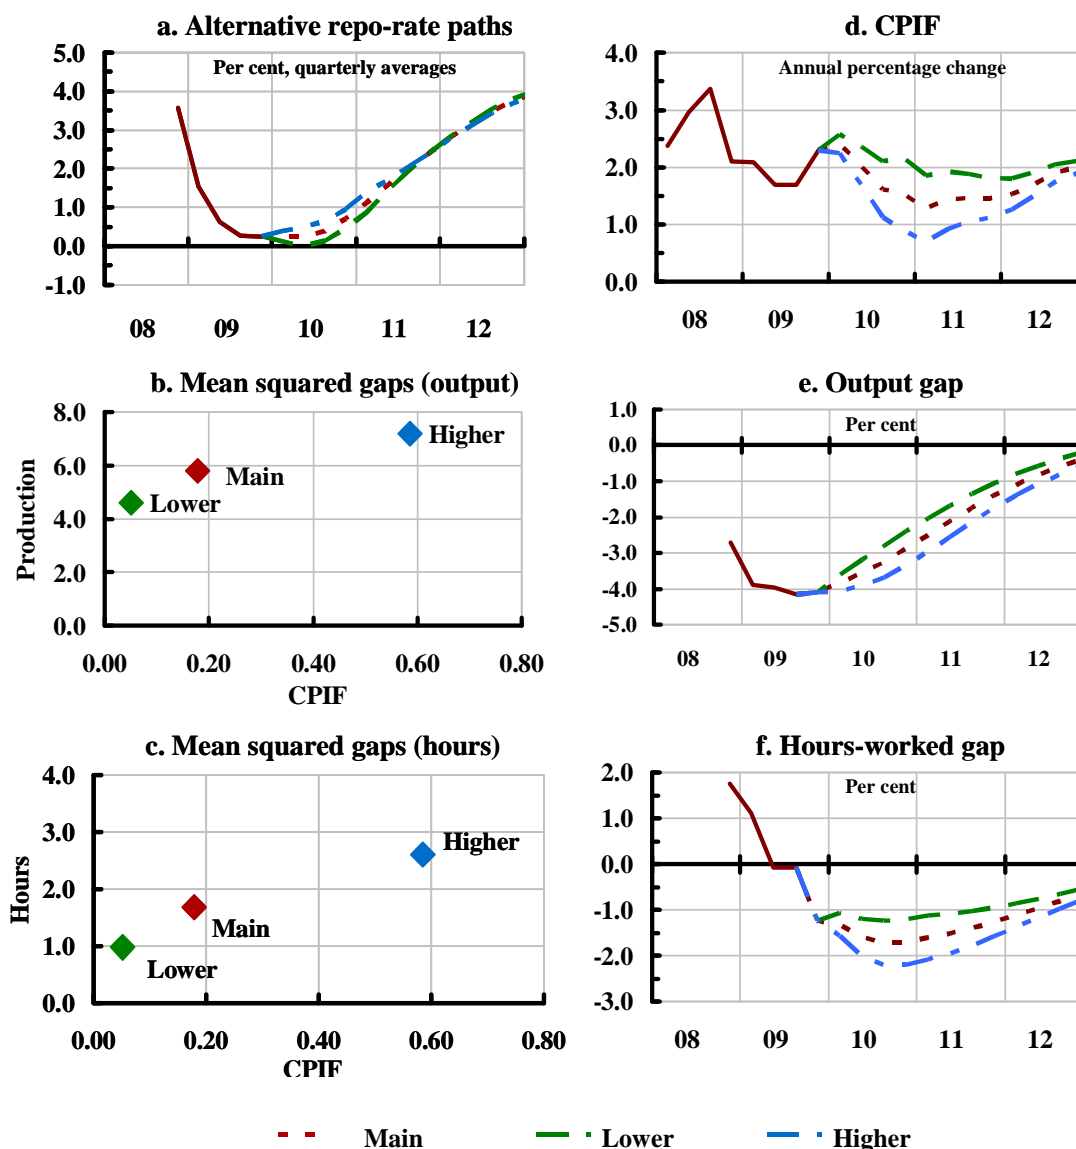 a. Alternative repo-rate paths
Per cent, quarterly averages
5.0
4.0
3.0
2.0
1.0
0.0
-1.0
08 09 10 11 12
d. CPIF
Annual percentage change
4.0
3.0
2.0
1.0
0.0
08 09 10 11 12
b. Mean squared gaps (output)
Production
8.0
6.0
4.0
2.0
0.0
Higher
Main
Lower
0.00 0.20 0.40 0.60 0.80
CPIF
e. Output gap
Per cent
1.0
0.0
-1.0
-2.0
-3.0
-4.0
-5.0
08 09 10 11 12
c. Mean squared gaps (hours)
Hours
4.0
3.0
2.0
1.0
0.0
Higher
Main
Lower
0.00 0.20 0.40 0.60 0.80
CPIF
f. Hours-worked gap
Per cent
2.0
1.0
0.0
-1.0
-2.0
-3.0
08 09 10 11 12
Main Lower Higher